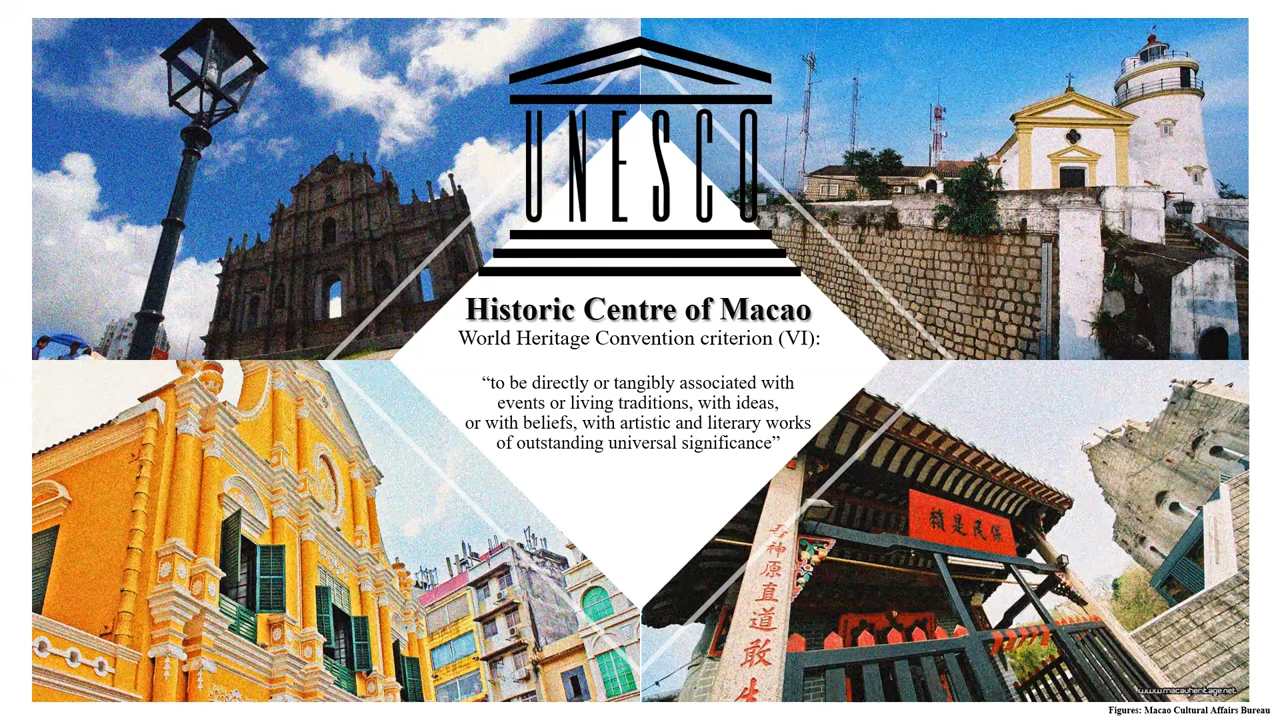 UNESCO
Historic Centre of Macao
World Heritage Convention criterion (VI):
“to be directly or tangibly associated with
events or living traditions, with ideas,
or with beliefs, with artistic and literary works
of outstanding universal significance”
神原直道敢
是民保
www.macauheritage.net
Figures: Macao Cultural Affairs Bureau